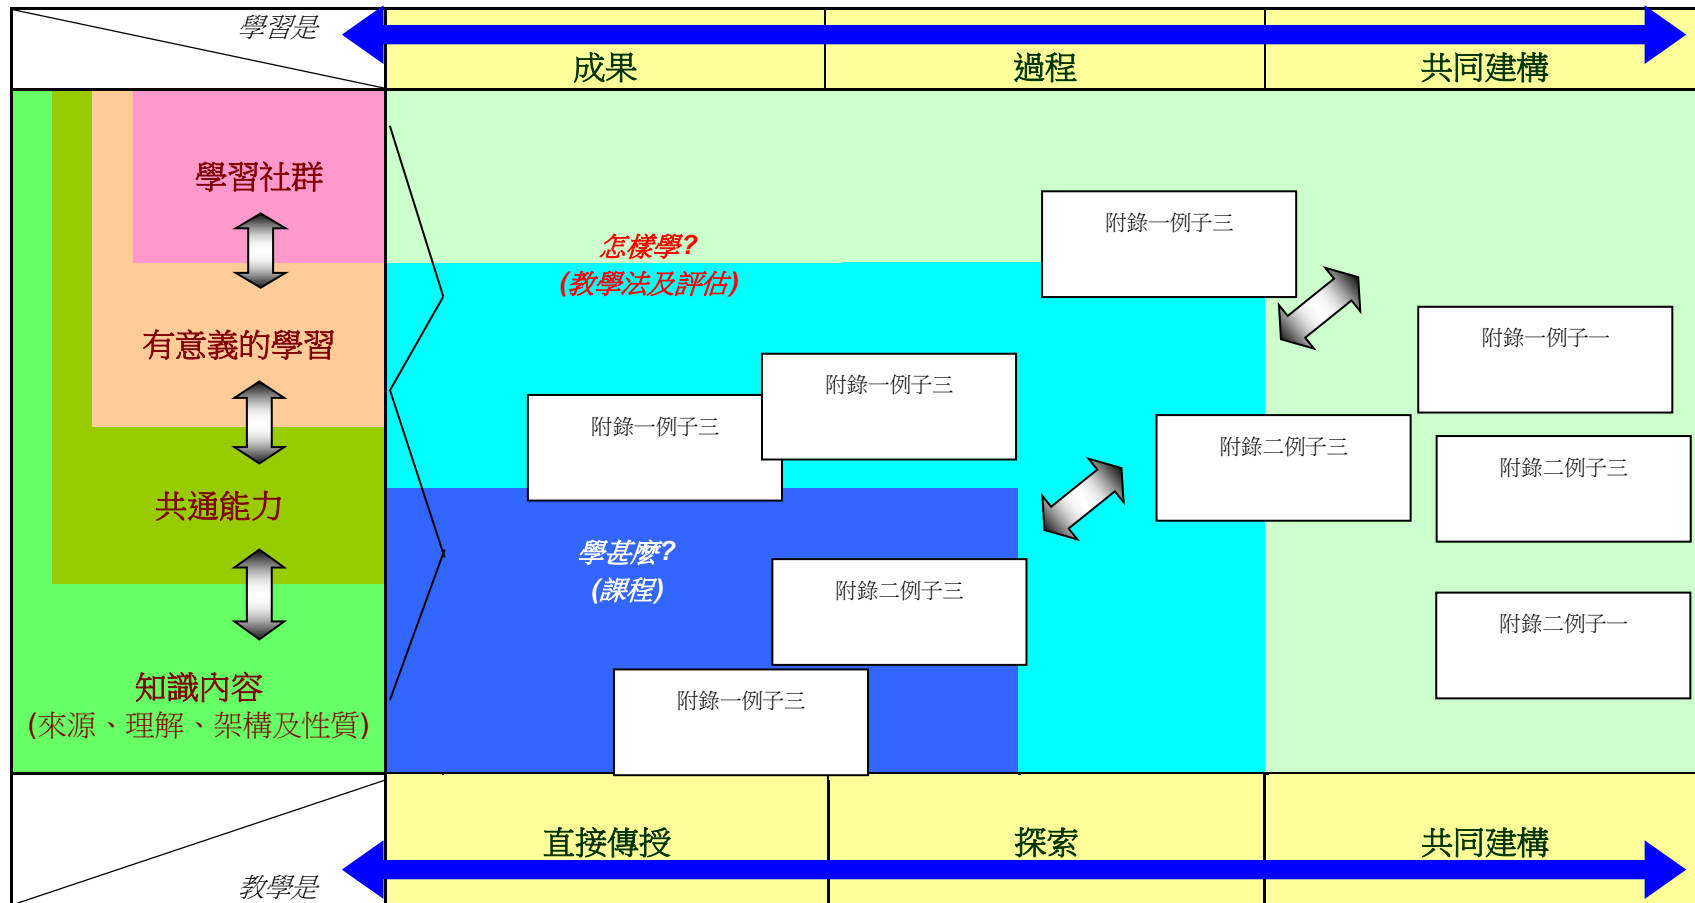 學習是
成果
過程
共同建構
學習社群
怎樣學?
(教學法及評估)
附錄一例子三
有意義的學習
附錄一例子一
附錄一例子三
附錄一例子三
附錄二例子三
附錄二例子三
共通能力
學甚麼?
(課程)
附錄二例子三
附錄二例子一
知識內容
(來源、理解、架構及性質)
附錄一例子三
直接傳授
探索
共同建構
教學是